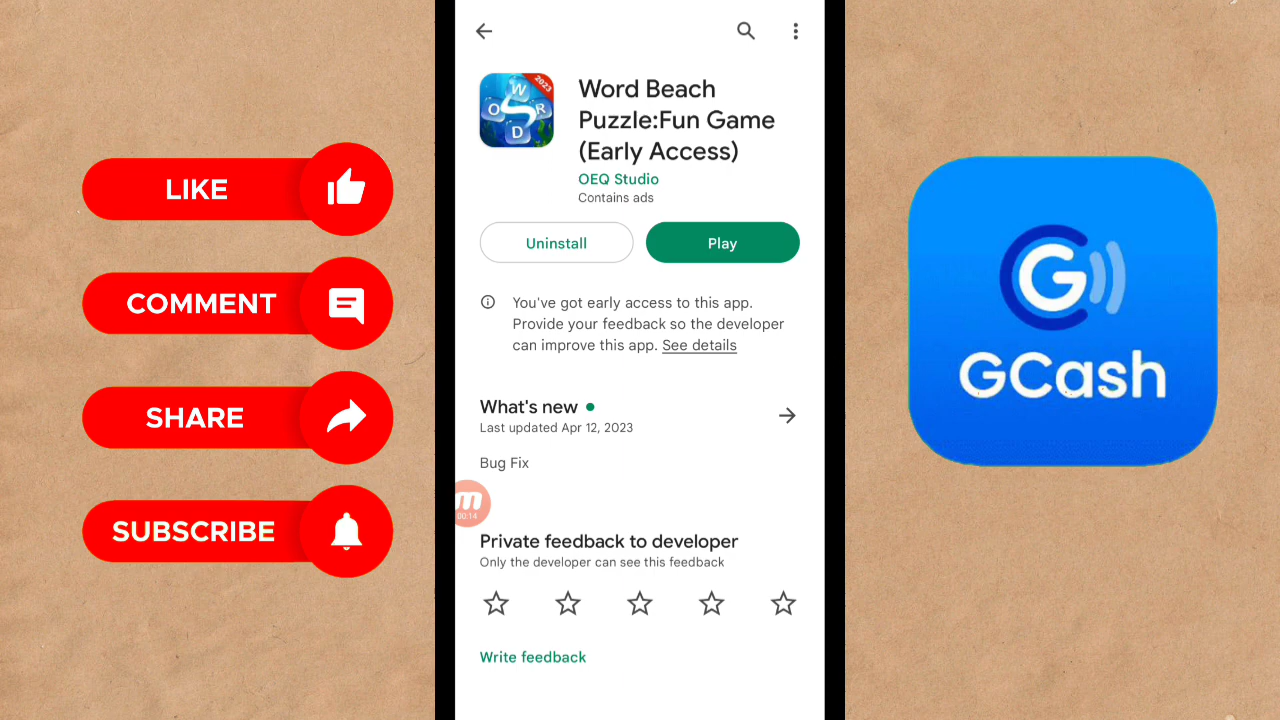 LIKE
COMMENT
SHARE
SUBSCRIBE
2023
W
O R
D
Word Beach
Puzzle:Fun Game
(Early Access)
OEQ Studio
Contains ads
Uninstall
Play
You've got early access to this app.
Provide your feedback so the developer
can improve this app. See details
What's new
Last updated Apr 12, 2023
Bug Fix
00:14
Private feedback to developer
Only the developer can see this feedback
Write feedback
G
GCash